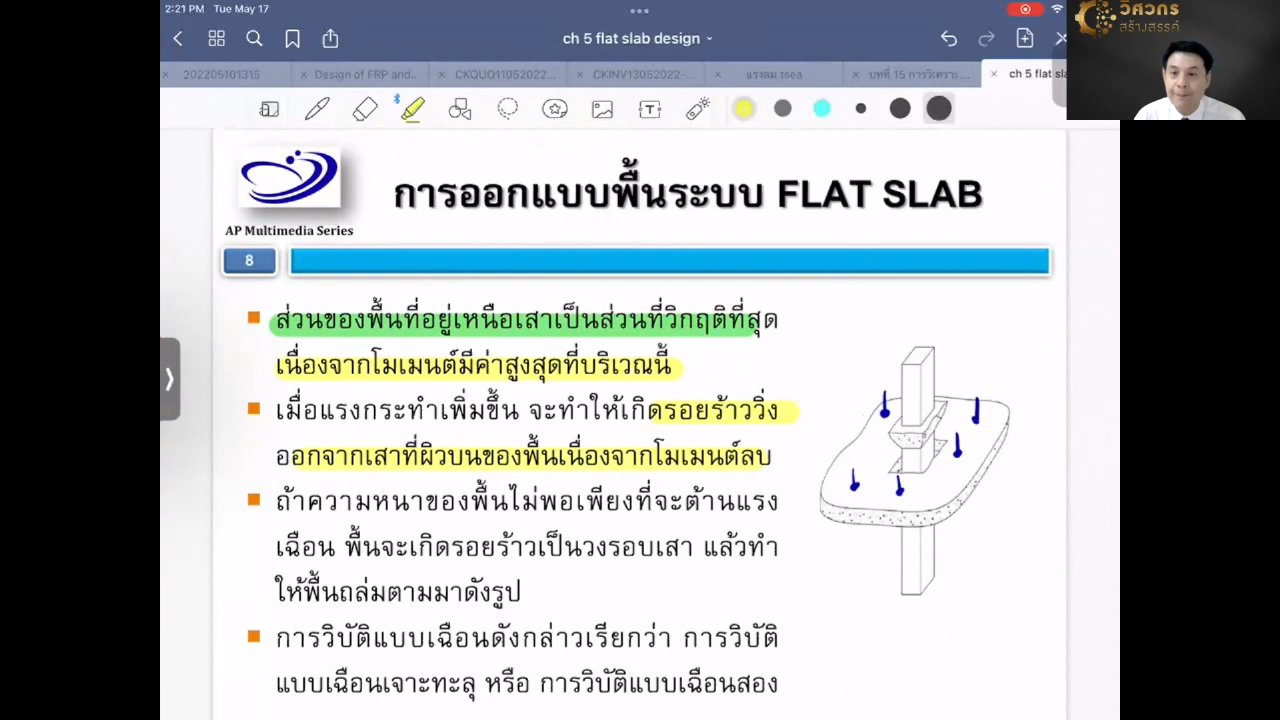 2:21 PM Tue May 17
วิศวกร
สร้างสรรค์
ch 5 flat slab design
202205101315
Design of FRP and...
CKQUO11052022...
CKINV13052022-...
แรงลม tsea
บทที่ 15 การวิเคราะ...
ch 5 flat sla
การออกแบบพื้นระบบ FLAT SLAB
AP Multimedia Series
8
ส่วนของพื้นที่อยู่เหนือเสาเป็นส่วนที่วิกฤติที่สุด
เนื่องจากโมเมนต์มีค่าสูงสุดที่บริเวณนี้
เมื่อแรงกระทำเพิ่มขึ้น จะทำให้เกิดรอยร้าววิ่ง
ออกจากเสาที่ผิวบนของพื้นเนื่องจากโมเมนต์ลบ
ถ้าความหนาของพื้นไม่พอเพียงที่จะต้านแรง
เฉือน พื้นจะเกิดรอยร้าวเป็นวงรอบเสา แล้วทำ
ให้พื้นถล่มตามมาดังรูป
การวิบัติแบบเฉือนดังกล่าวเรียกว่า การวิบัติ
แบบเฉือนเจาะทะลุ หรือ การวิบัติแบบเฉือนสอง